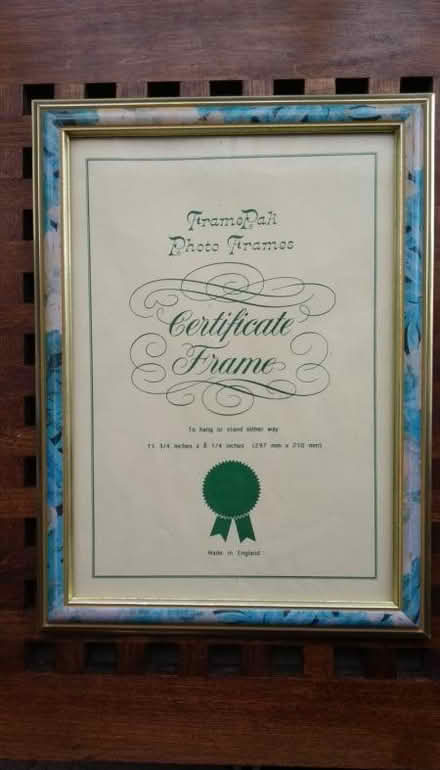 FramePak
Photo Frames
Certificate
Frame
To hang or stand either way
11 3/4 inches x 8 1/4 inches (297 mm x 210 mm)
Made in England